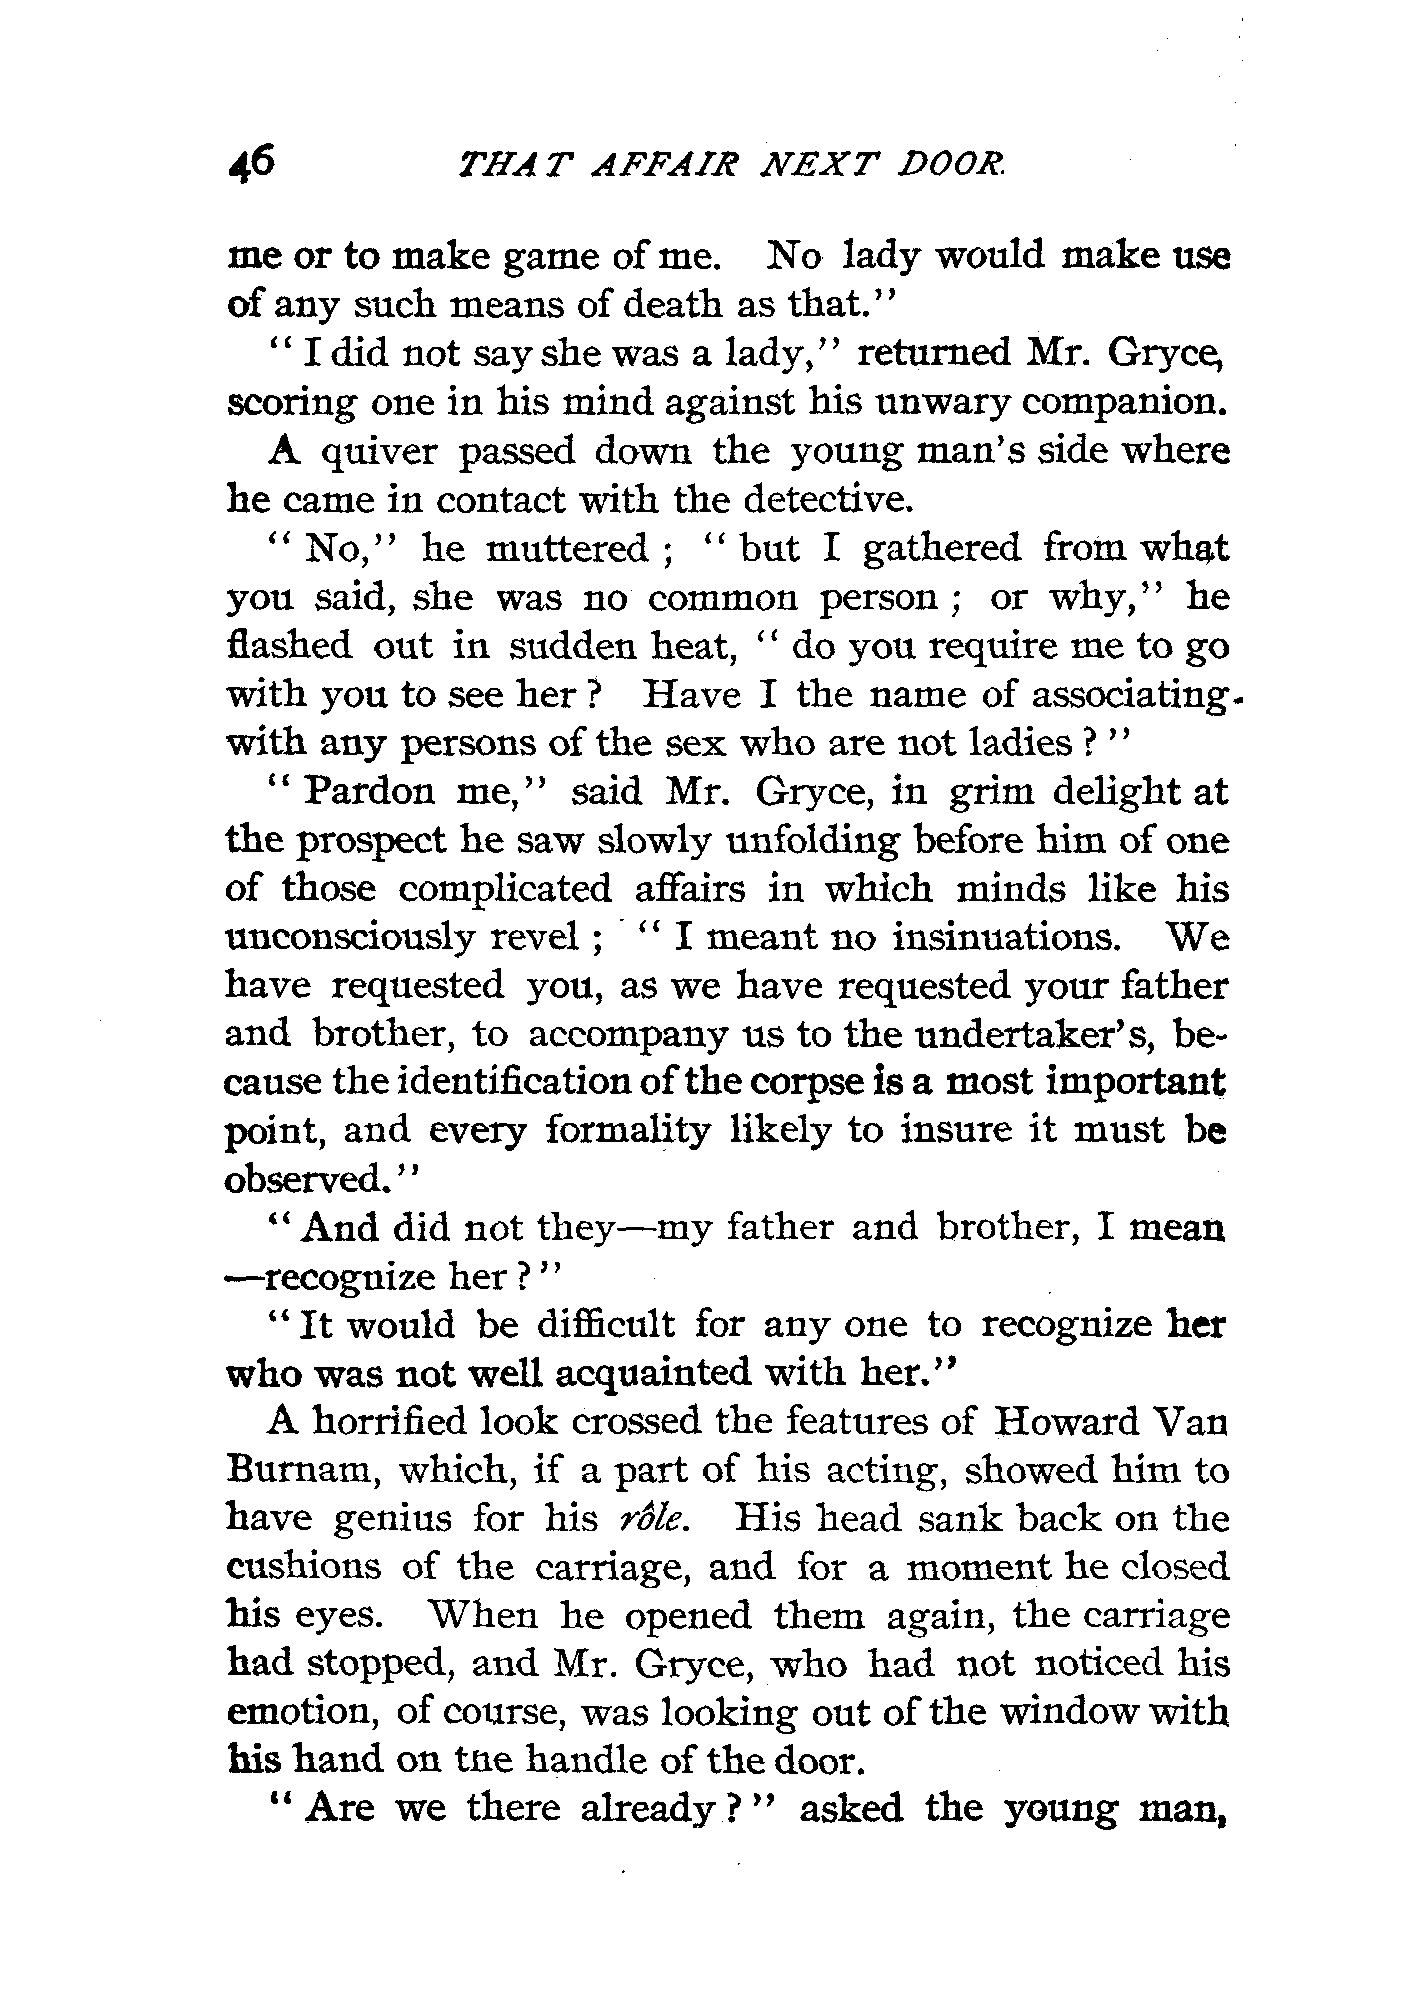 46 THAT AFFAIR NEXT DOOR.
me or to make game of me. No lady would make use
of any such means of death as that."
"I did not say she was a lady," returned Mr. Gryce,
scoring one in his mind against his unwary companion.
A quiver passed down the young man's side where
he came in contact with the detective.
"No," he muttered; "but I gathered from what
you said, she was no common person; or why," he
flashed out in sudden heat, "do you require me to go
with you to see her? Have I the name of associating
with any persons of the sex who are not ladies?"
"Pardon me," said Mr. Gryce, in grim delight at
the prospect he saw slowly unfolding before him of one
of those complicated affairs in which minds like his
unconsciously revel; "I meant no insinuations. We
have requested you, as we have requested your father
and brother, to accompany us to the undertaker's, be-
cause the identification of the corpse is a most important
point, and every formality likely to insure it must be
observed."
"And did not they—my father and brother, I mean
—recognize her?"
"It would be difficult for any one to recognize her
who was not well acquainted with her."
A horrified look crossed the features of Howard Van
Burnam, which, if a part of his acting, showed him to
have genius for his rôle. His head sank back on the
cushions of the carriage, and for a moment he closed
his eyes. When he opened them again, the carriage
had stopped, and Mr. Gryce, who had not noticed his
emotion, of course, was looking out of the window with
his hand on the handle of the door.
"Are we there already?" asked the young man,